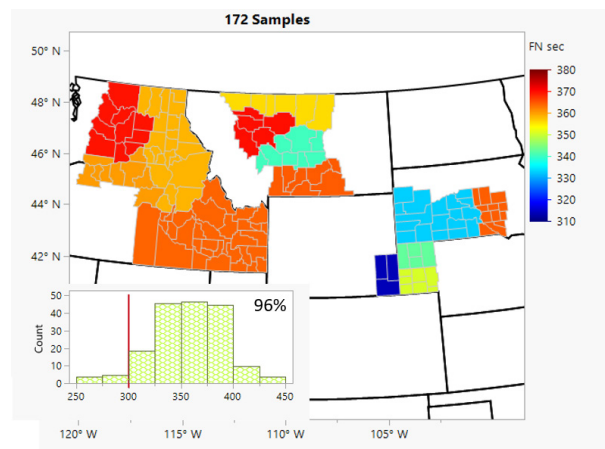 172 Samples
FN sec
50° N
48° N
46° N
44° N
42° N
380
370
360
350
340
330
320
310
96%
Count
50
40
30
20
10
0
250 300 350 400 450
120° W 115° W 110° W 105° W